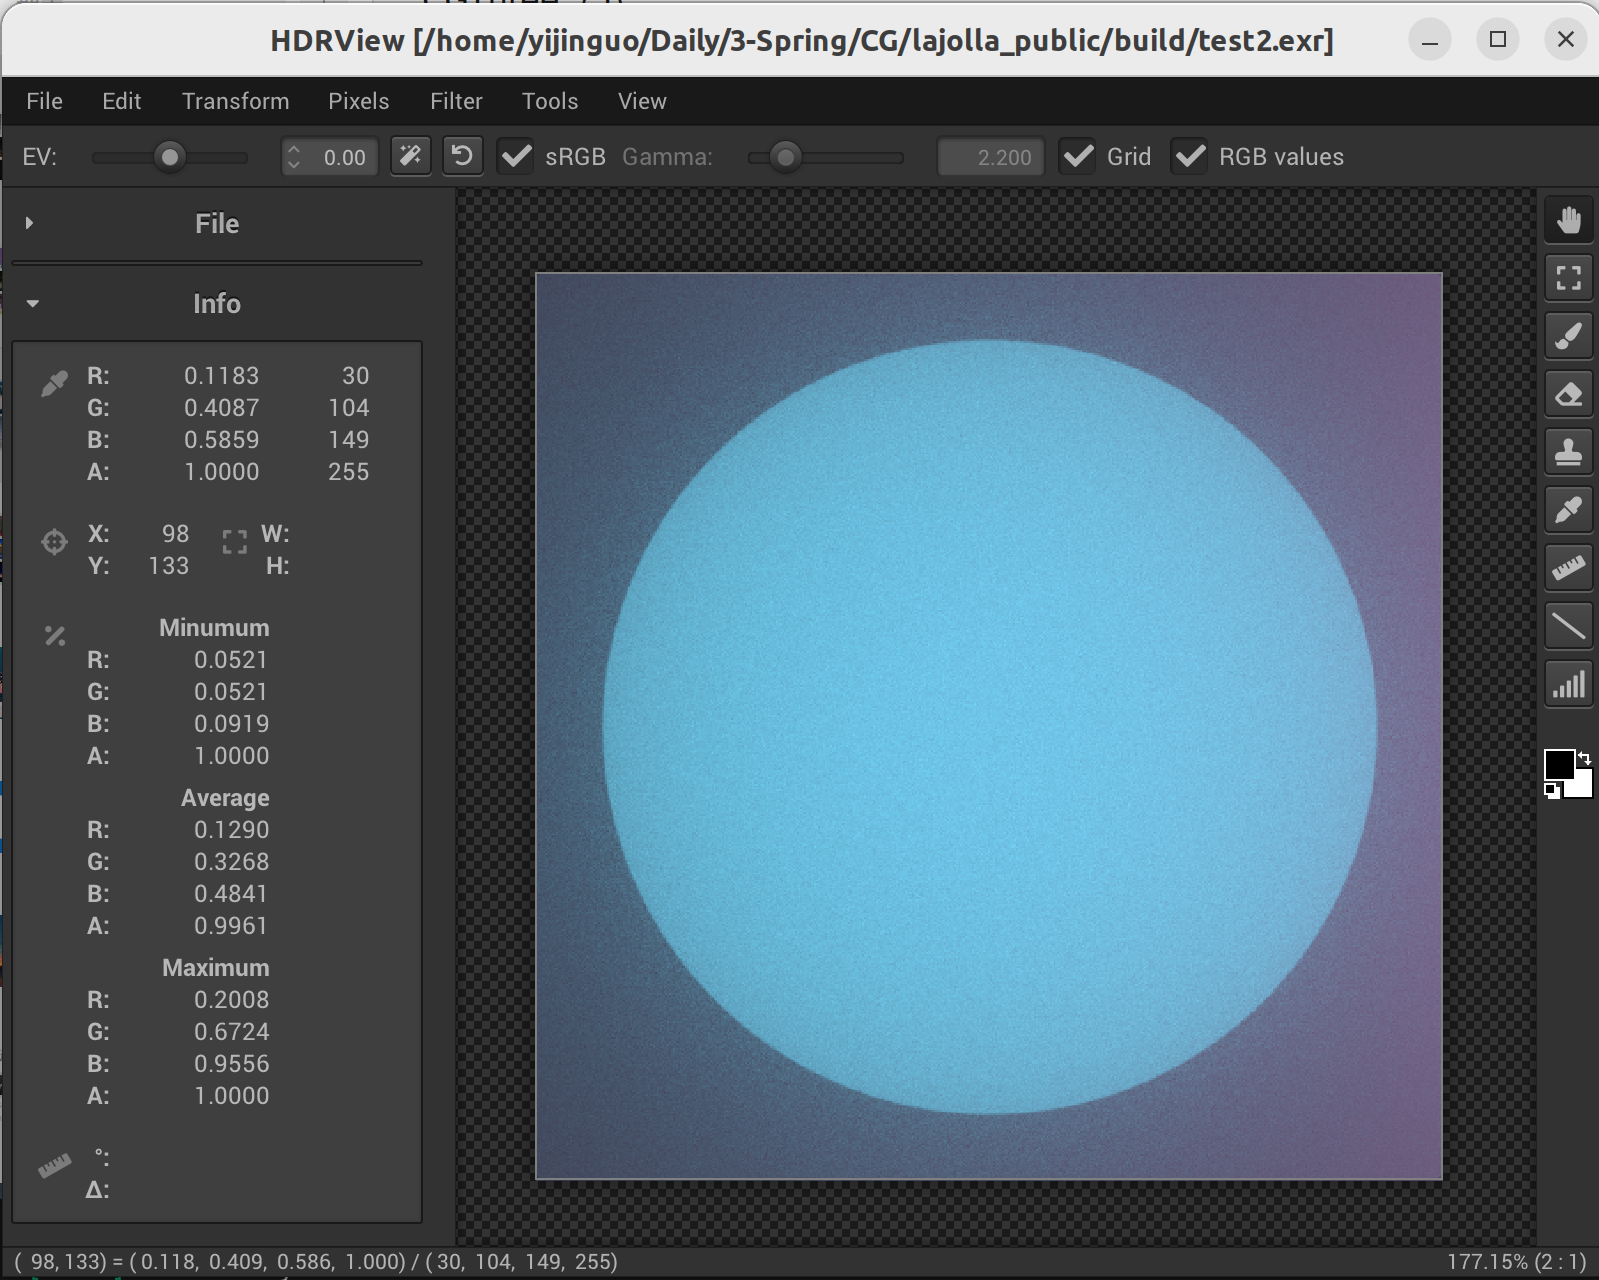 HDRView [/home/yijinguo/Daily/3-Spring/CG/lajolla_public/build/test2.exr]
File Edit Transform Pixels Filter Tools View
EV: 0.00 sRGB Gamma: 2.200 Grid RGB values
File
Info
R: 0.1183 30
G: 0.4087 104
B: 0.5859 149
A: 1.0000 255
X: 98 W:
Y: 133 H:
Minumum
R: 0.0521
G: 0.0521
B: 0.0919
A: 1.0000
Average
R: 0.1290
G: 0.3268
B: 0.4841
A: 0.9961
Maximum
R: 0.2008
G: 0.6724
B: 0.9556
A: 1.0000
°:
Δ:
( 98,133) = (0.118, 0.409, 0.586, 1.000) / (30, 104, 149, 255) 177.15% (2 : 1)